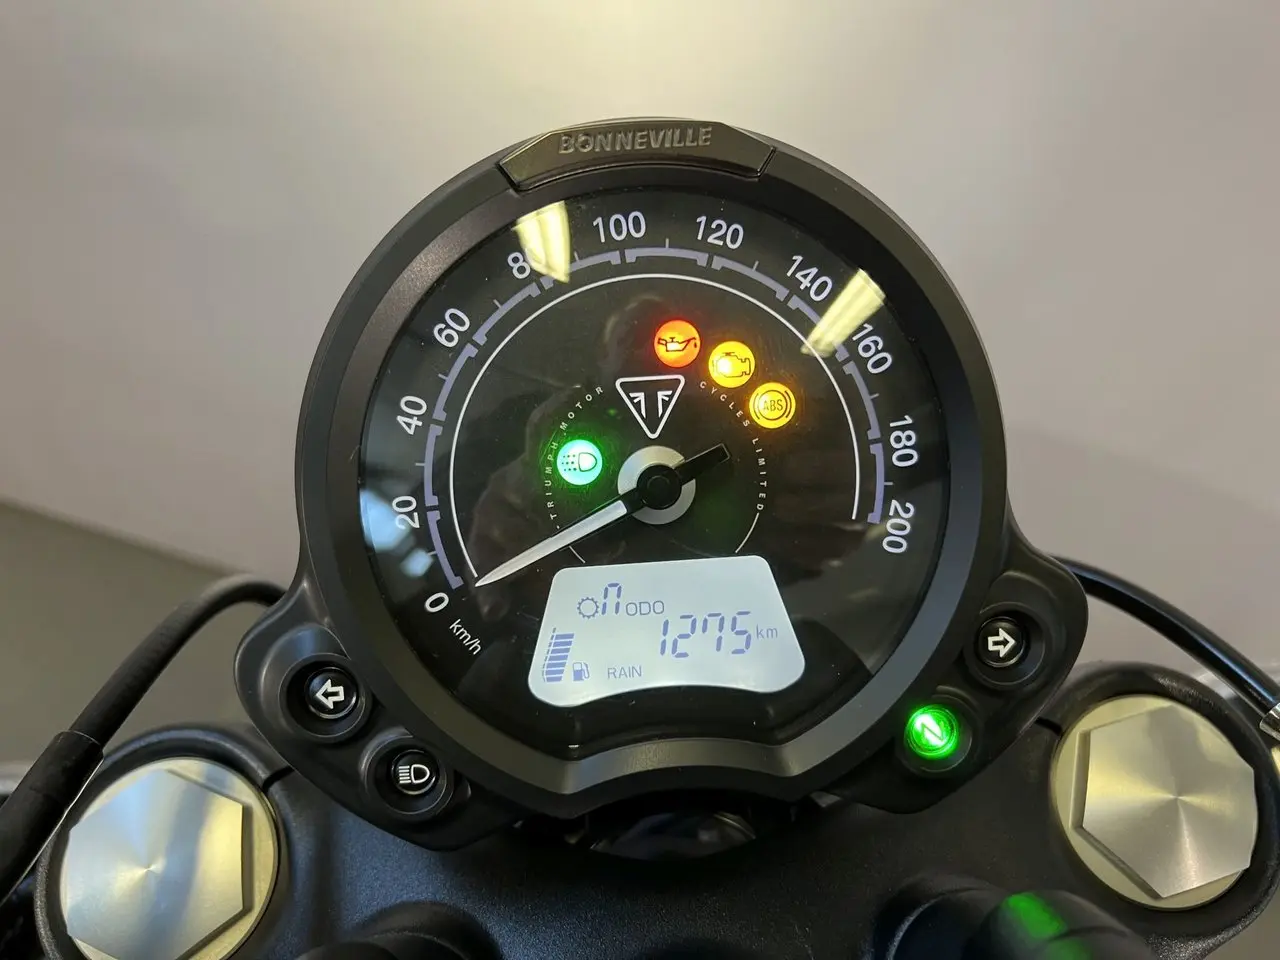 BONNEVILLE
0
20
40
60
8
100
120
140
160
180
200
km/h
ABS
TRIUMPH MOTOR
CYCLES LIMITED
N
n ODO
1275 km
RAIN